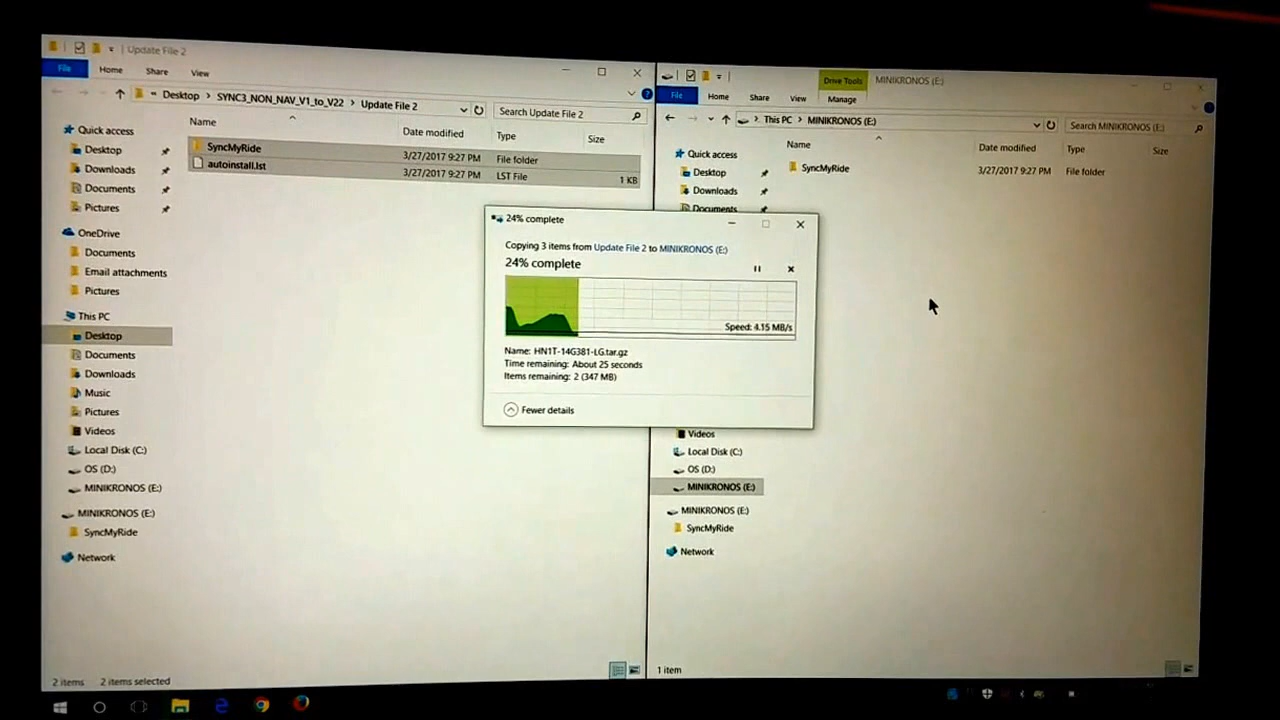 Update File 2
File Home Share View
Desktop > SYNC3_NON_NAV_V1_to_V22 > Update File 2
Search Update File 2
Name Date modified Type Size
SyncMyRide 3/27/2017 9:27 PM File folder
autoinstall.lst 3/27/2017 9:27 PM LST File 1 KB
Quick access
Desktop
Downloads
Documents
Pictures
OneDrive
Documents
Email attachments
Pictures
This PC
Desktop
Documents
Downloads
Music
Pictures
Videos
Local Disk (C:)
OS (D:)
MINIKRONOS (E:)
MINIKRONOS (E:)
SyncMyRide
Network
2 items 2 items selected
Drive Tools MINIKRONOS (E:)
File Home Share View Manage
This PC > MINIKRONOS (E:)
Search MINIKRONOS (E:)
Name Date modified Type Size
SyncMyRide 3/27/2017 9:27 PM File folder
Quick access
Desktop
Downloads
Documents
Videos
Local Disk (C:)
OS (D:)
MINIKRONOS (E:)
MINIKRONOS (E:)
SyncMyRide
Network
1 item
24% complete
Copying 3 items from Update File 2 to MINIKRONOS (E:)
24% complete
Speed: 4.15 MB/s
Name: HN1T-14G381-LG.tar.gz
Time remaining: About 25 seconds
Items remaining: 2 (347 MB)
Fewer details